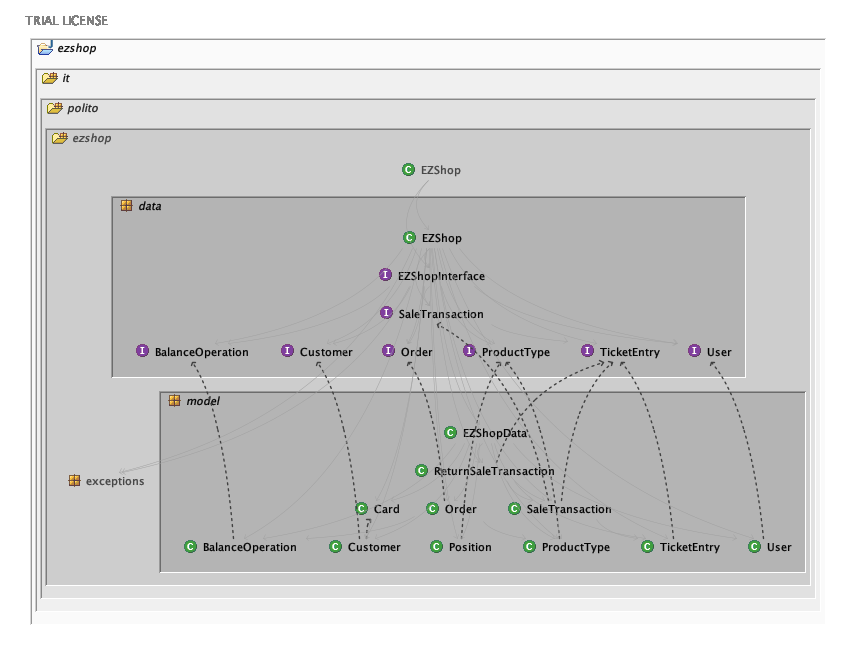 TRIAL LICENSE
ezshop
it
polito
ezshop
EZShop
data
EZShop
EZShopInterface
SaleTransaction
BalanceOperation Customer Order ProductType TicketEntry User
model
EZShopData
ReturnSaleTransaction
exceptions
Card Order SaleTransaction
BalanceOperation Customer Position ProductType TicketEntry User